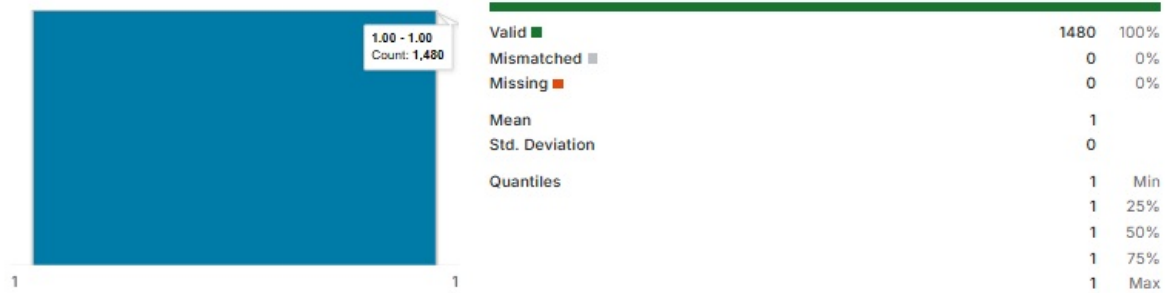 1.00 - 1.00
Count: 1,480
1 1
Valid 1480 100%
Mismatched 0 0%
Missing 0 0%
Mean 1
Std. Deviation 0
Quantiles 1 Min
1 25%
1 50%
1 75%
1 Max